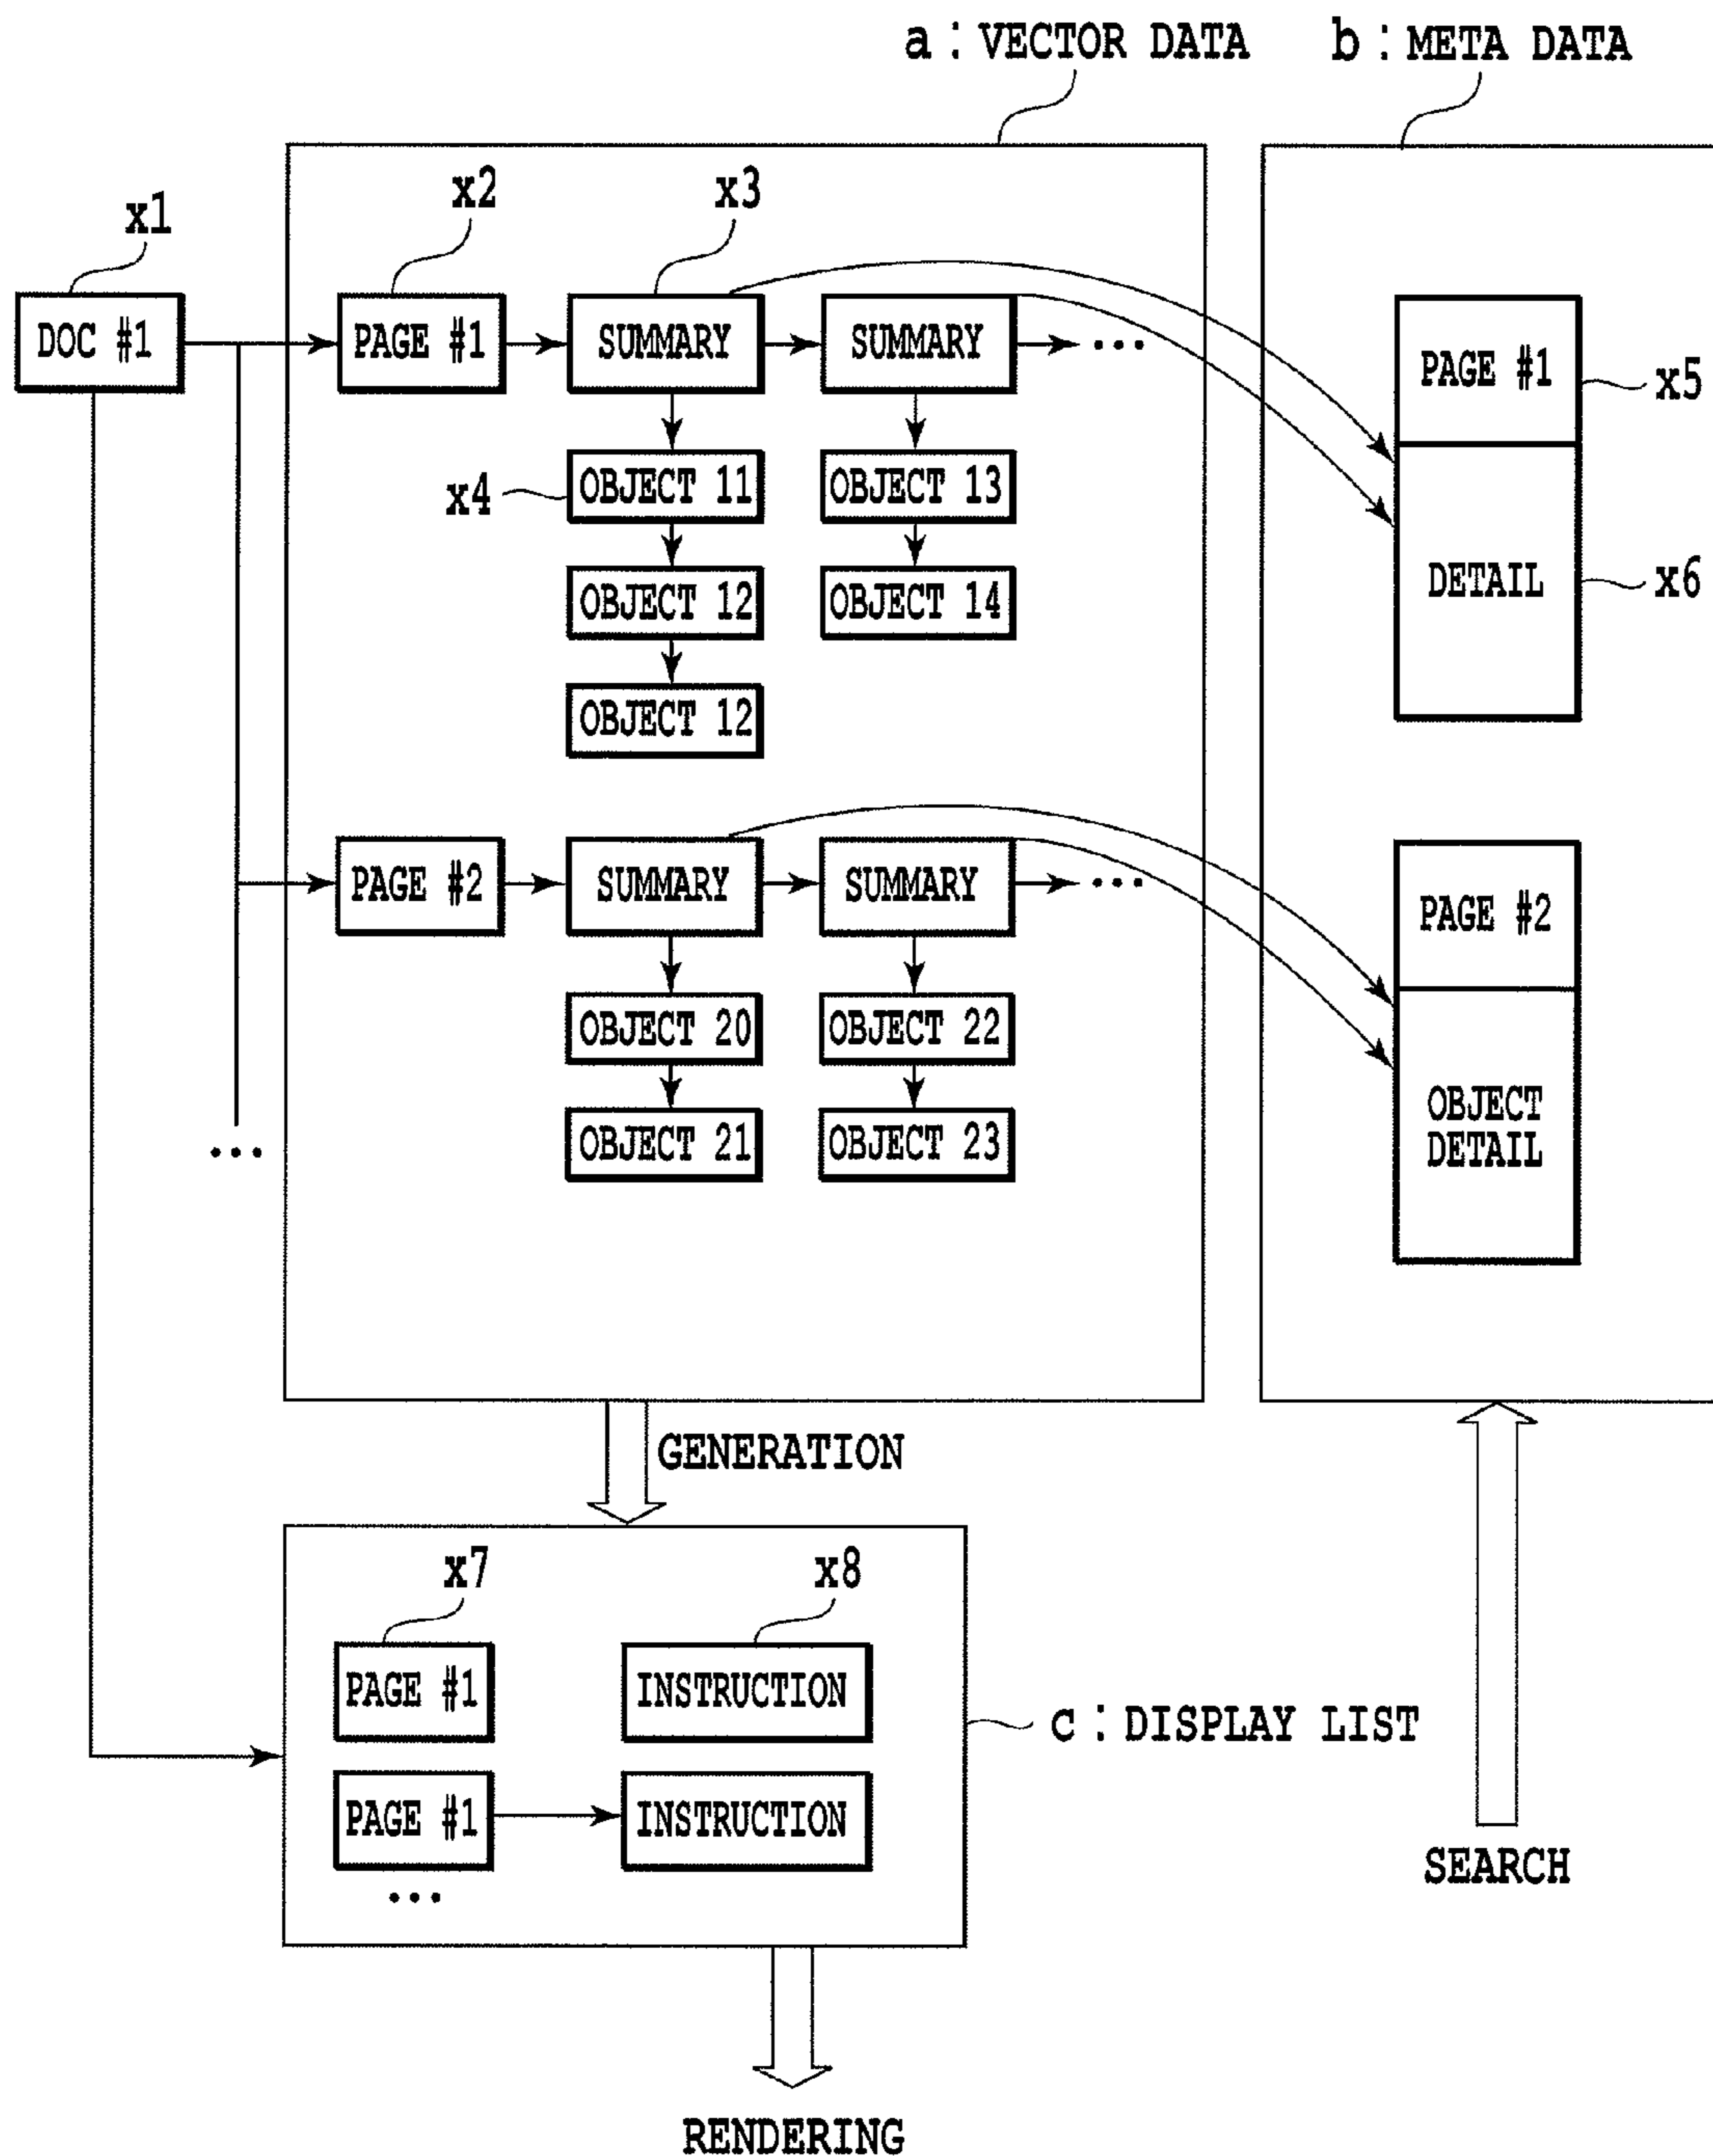 a : VECTOR DATA
b : META DATA
x1
x2
x3
DOC #1
PAGE #1
SUMMARY
SUMMARY
...
PAGE #1
x5
x4
OBJECT 11
OBJECT 13
OBJECT 12
OBJECT 14
DETAIL
x6
OBJECT 12
PAGE #2
SUMMARY
SUMMARY
...
PAGE #2
OBJECT 20
OBJECT 22
OBJECT 21
OBJECT 23
OBJECT
DETAIL
...
GENERATION
x7
x8
PAGE #1
INSTRUCTION
c : DISPLAY LIST
PAGE #1
INSTRUCTION
...
SEARCH
RENDERING